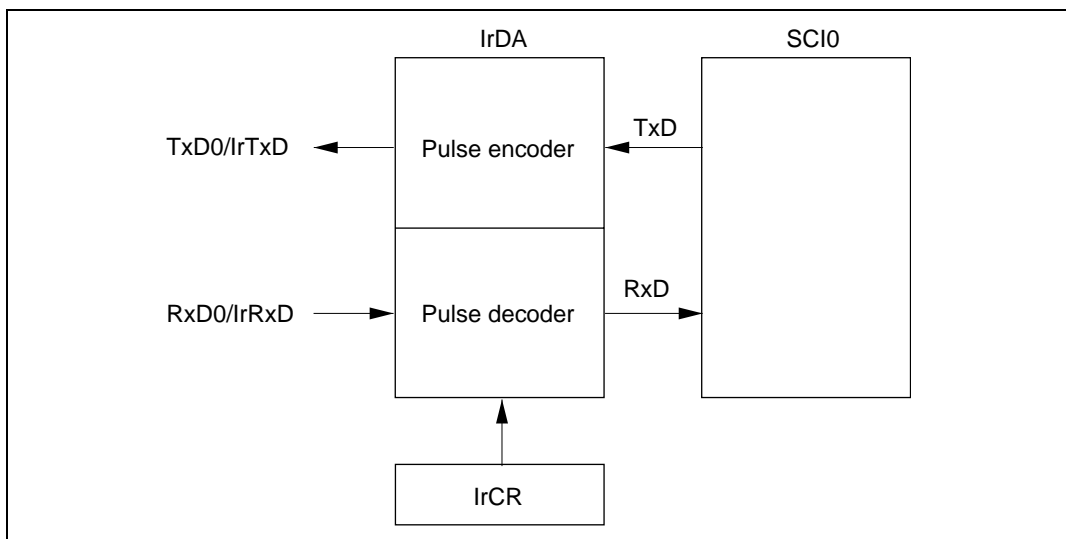 IrDA
SCI0
TxD0/IrTxD
Pulse encoder
TxD
RxD0/IrRxD
Pulse decoder
RxD
IrCR